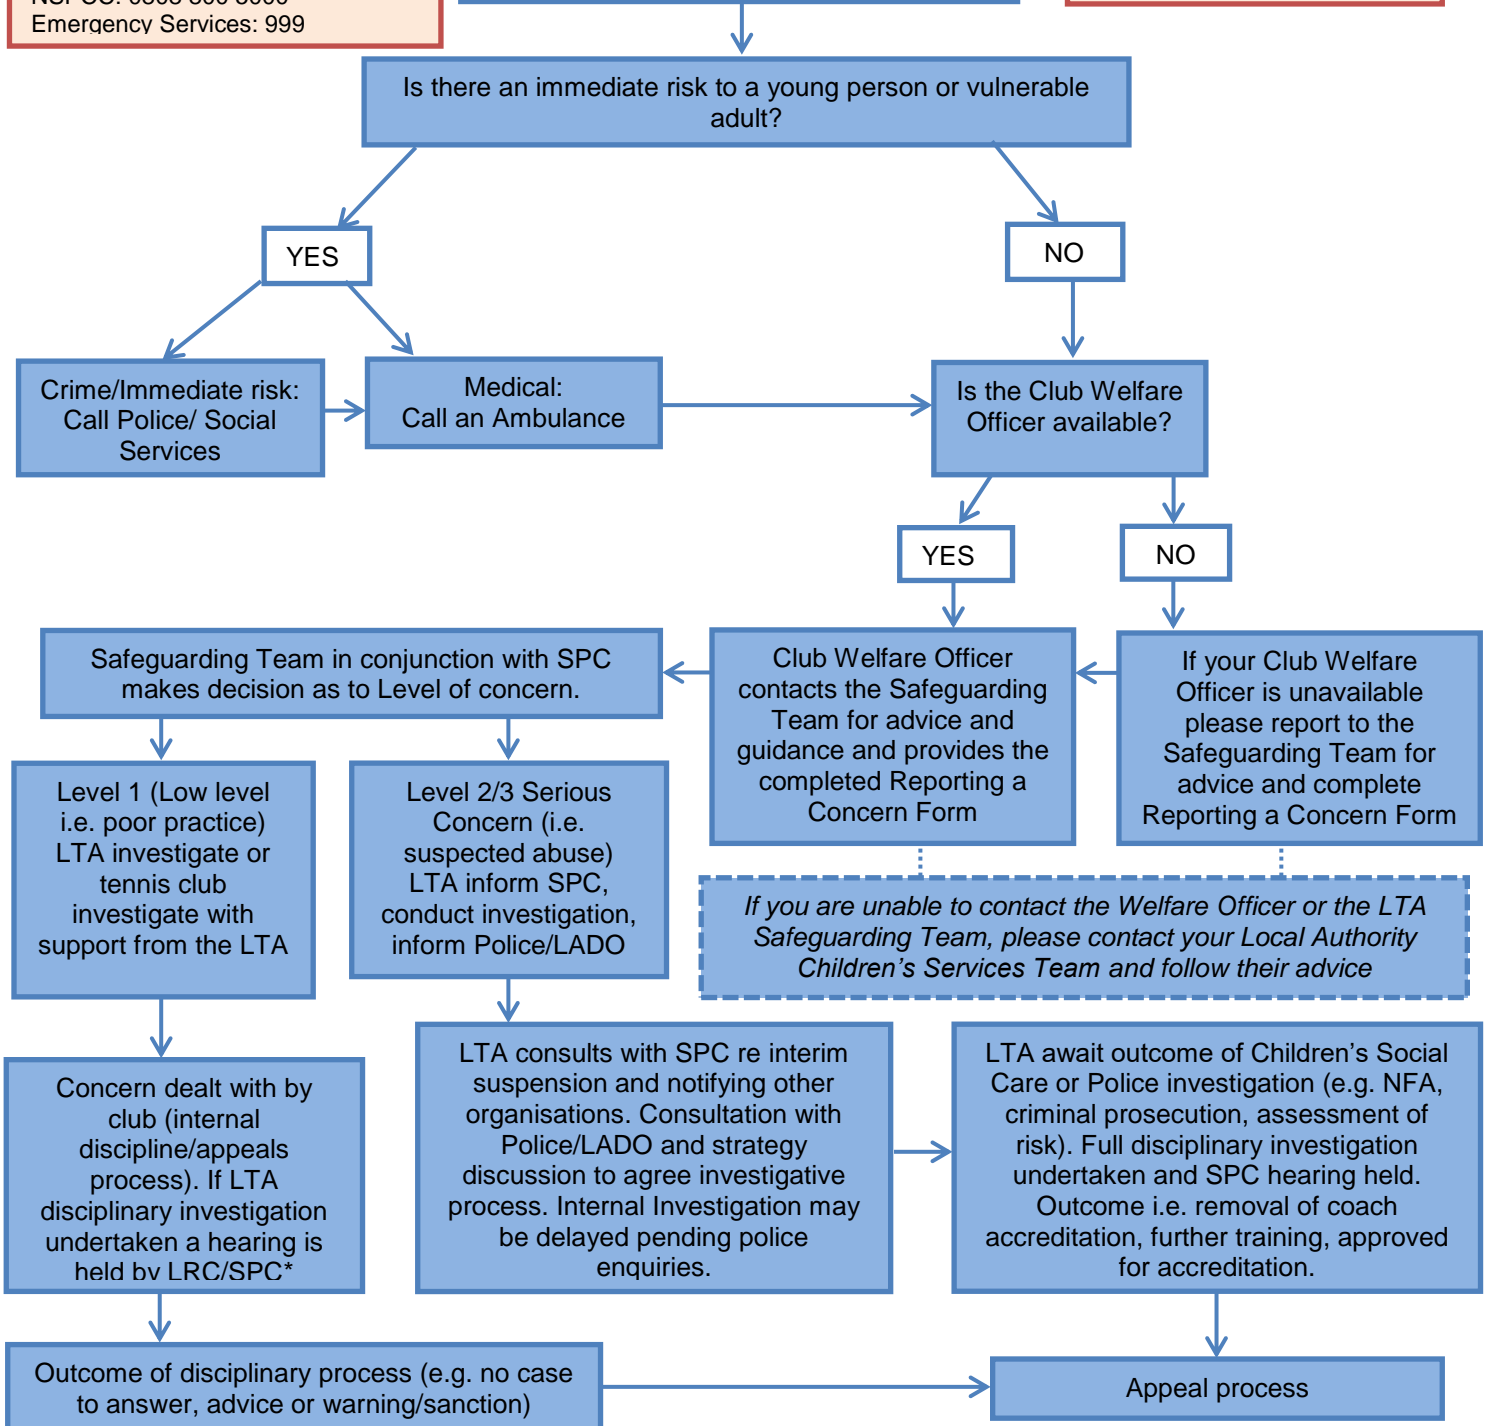 Emergency Services: 999
Is there an immediate risk to a young person or vulnerable
adult?
YES
NO
Crime/Immediate risk:
Call Police/ Social
Services
Medical:
Call an Ambulance
Is the Club Welfare
Officer available?
YES
NO
Safeguarding Team in conjunction with SPC
makes decision as to Level of concern.
Club Welfare Officer
contacts the Safeguarding
Team for advice and
guidance and provides the
completed Reporting a
Concern Form
If your Club Welfare
Officer is unavailable
please report to the
Safeguarding Team for
advice and complete
Reporting a Concern Form
Level 1 (Low level
i.e. poor practice)
LTA investigate or
tennis club
investigate with
support from the LTA
Level 2/3 Serious
Concern (i.e.
suspected abuse)
LTA inform SPC,
conduct investigation,
inform Police/LADO
If you are unable to contact the Welfare Officer or the LTA
Safeguarding Team, please contact your Local Authority
Children’s Services Team and follow their advice
Concern dealt with by
club (internal
discipline/appeals
process). If LTA
disciplinary investigation
undertaken a hearing is
held by LRC/SPC*
LTA consults with SPC re interim
suspension and notifying other
organisations. Consultation with
Police/LADO and strategy
discussion to agree investigative
process. Internal Investigation may
be delayed pending police
enquiries.
LTA await outcome of Children’s Social
Care or Police investigation (e.g. NFA,
criminal prosecution, assessment of
risk). Full disciplinary investigation
undertaken and SPC hearing held.
Outcome i.e. removal of coach
accreditation, further training, approved
for accreditation.
Outcome of disciplinary process (e.g. no case
to answer, advice or warning/sanction)
Appeal process